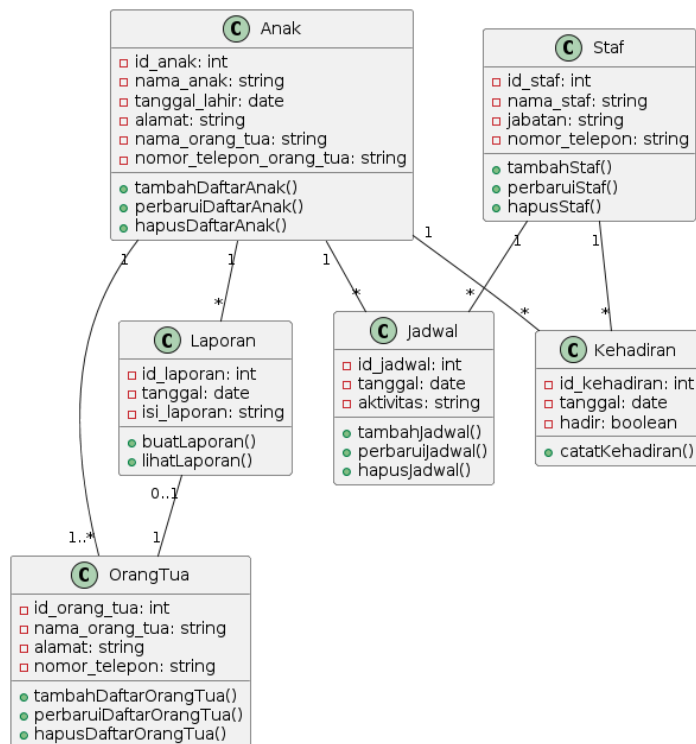 C Anak
id_anak: int
nama_anak: string
tanggal_lahir: date
alamat: string
nama_orang_tua: string
nomor_telepon_orang_tua: string
tambahDaftarAnak()
perbaruiDaftarAnak()
hapusDaftarAnak()
C Staf
id_staf: int
nama_staf: string
jabatan: string
nomor_telepon: string
tambahStaf()
perbaruiStaf()
hapusStaf()
1
1
1
1
1
1
*
*
*
*
*
C Laporan
id_laporan: int
tanggal: date
isi_laporan: string
buatLaporan()
lihatLaporan()
C Jadwal
id_jadwal: int
tanggal: date
aktivitas: string
tambahJadwal()
perbaruiJadwal()
hapusJadwal()
C Kehadiran
id_kehadiran: int
tanggal: date
hadir: boolean
catatKehadiran()
0..1
1..*
1
C OrangTua
id_orang_tua: int
nama_orang_tua: string
alamat: string
nomor_telepon: string
tambahDaftarOrangTua()
perbaruiDaftarOrangTua()
hapusDaftarOrangTua()